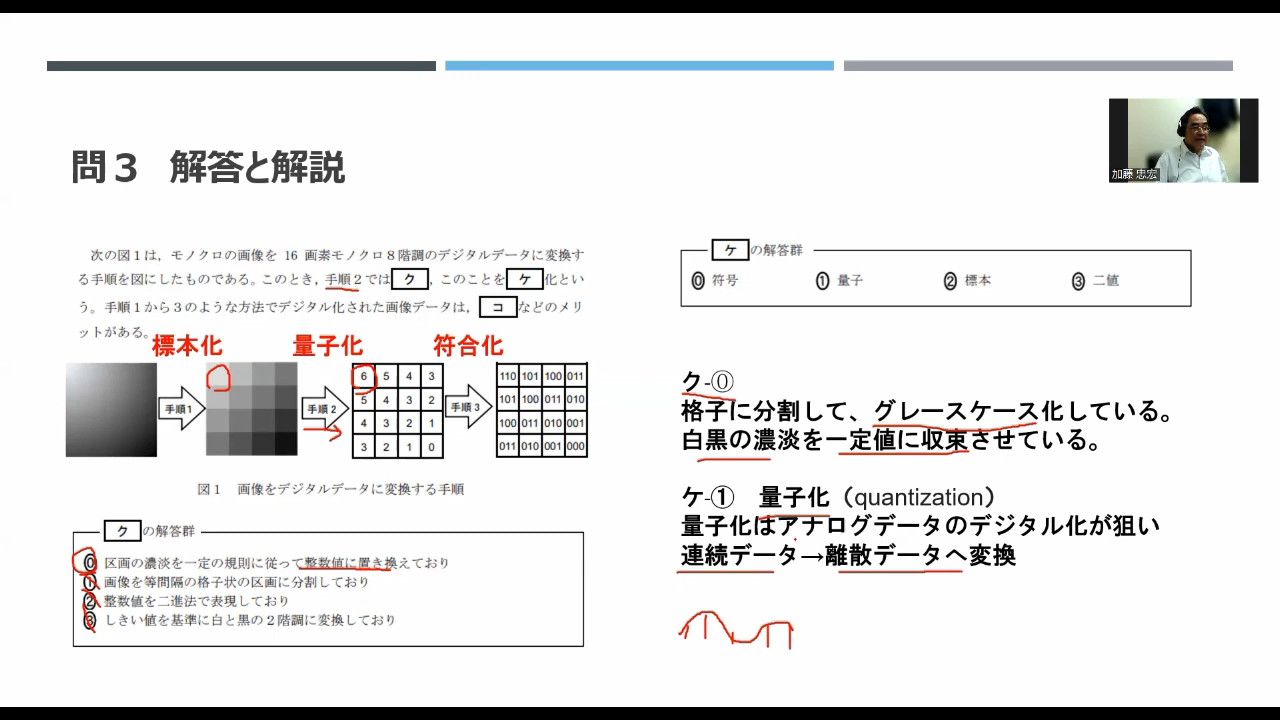 問３　解答と解説
加藤 忠宏
次の図１は，モノクロの画像を 16 画素モノクロ８階調のデジタルデータに変換す
る手順を図にしたものである。このとき，手順２では ク ，このことを ケ 化とい
う。手順１から３のような方法でデジタル化された画像データは， コ などのメリ
ットがある。
標本化 量子化 符合化
手順1 手順2 手順3
6 5 4 3
5 4 3 2
4 3 2 1
3 2 1 0
110 101 100 011
101 100 011 010
100 011 010 001
011 010 001 000
図１　画像をデジタルデータに変換する手順
ク の解答群
⓪ 区画の濃淡を一定の規則に従って整数値に置き換えており
① 画像を等間隔の格子状の区画に分割しており
② 整数値を二進法で表現しており
③ しきい値を基準に白と黒の２階調に変換しており
ケ の解答群
⓪ 符号 ① 量子 ② 標本 ③ 二値
ク-⓪
格子に分割して、グレースケース化している。
白黒の濃淡を一定値に収束させている。
ケ-①　量子化（quantization）
量子化はアナログデータのデジタル化が狙い
連続データ→離散データへ変換